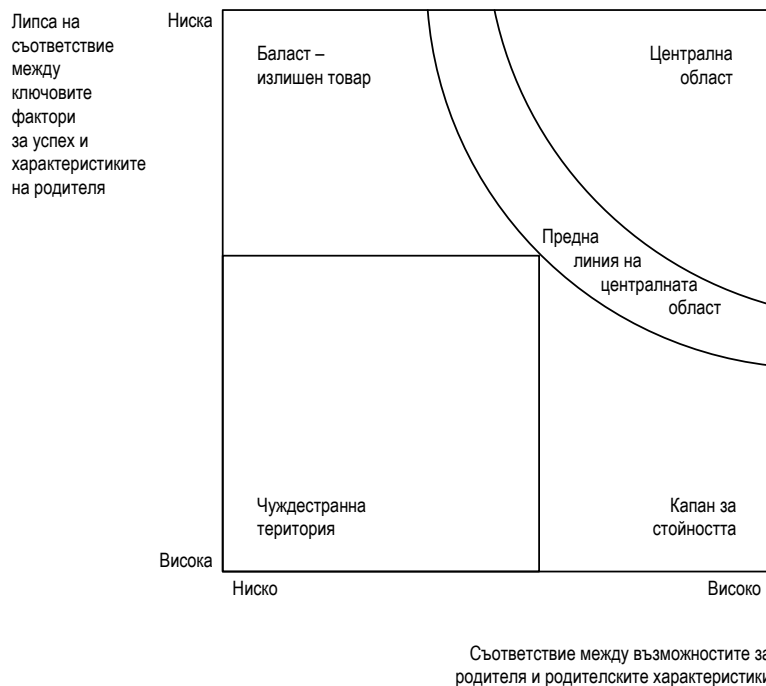 Липса на
съответствие
между
ключовите
фактори
за успех и
характеристиките
на родителя
Ниска
Баласт –
излишен товар
Централна
област
Предна
линия на
централната
област
Чуждестранна
територия
Капан за
стойността
Висока
Ниско
Високо
Съответствие между възможностите за
родителя и родителските характеристики